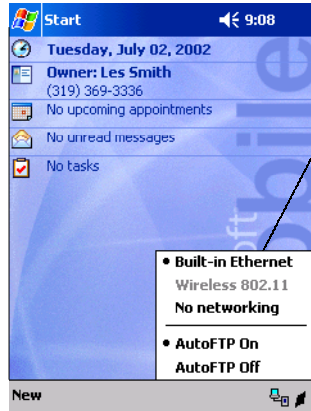 Start 9:08
Tuesday, July 02, 2002
Owner: Les Smith
(319) 369-3336
No upcoming appointments
No unread messages
No tasks
Built-in Ethernet
Wireless 802.11
No networking
AutoFTP On
AutoFTP Off
New